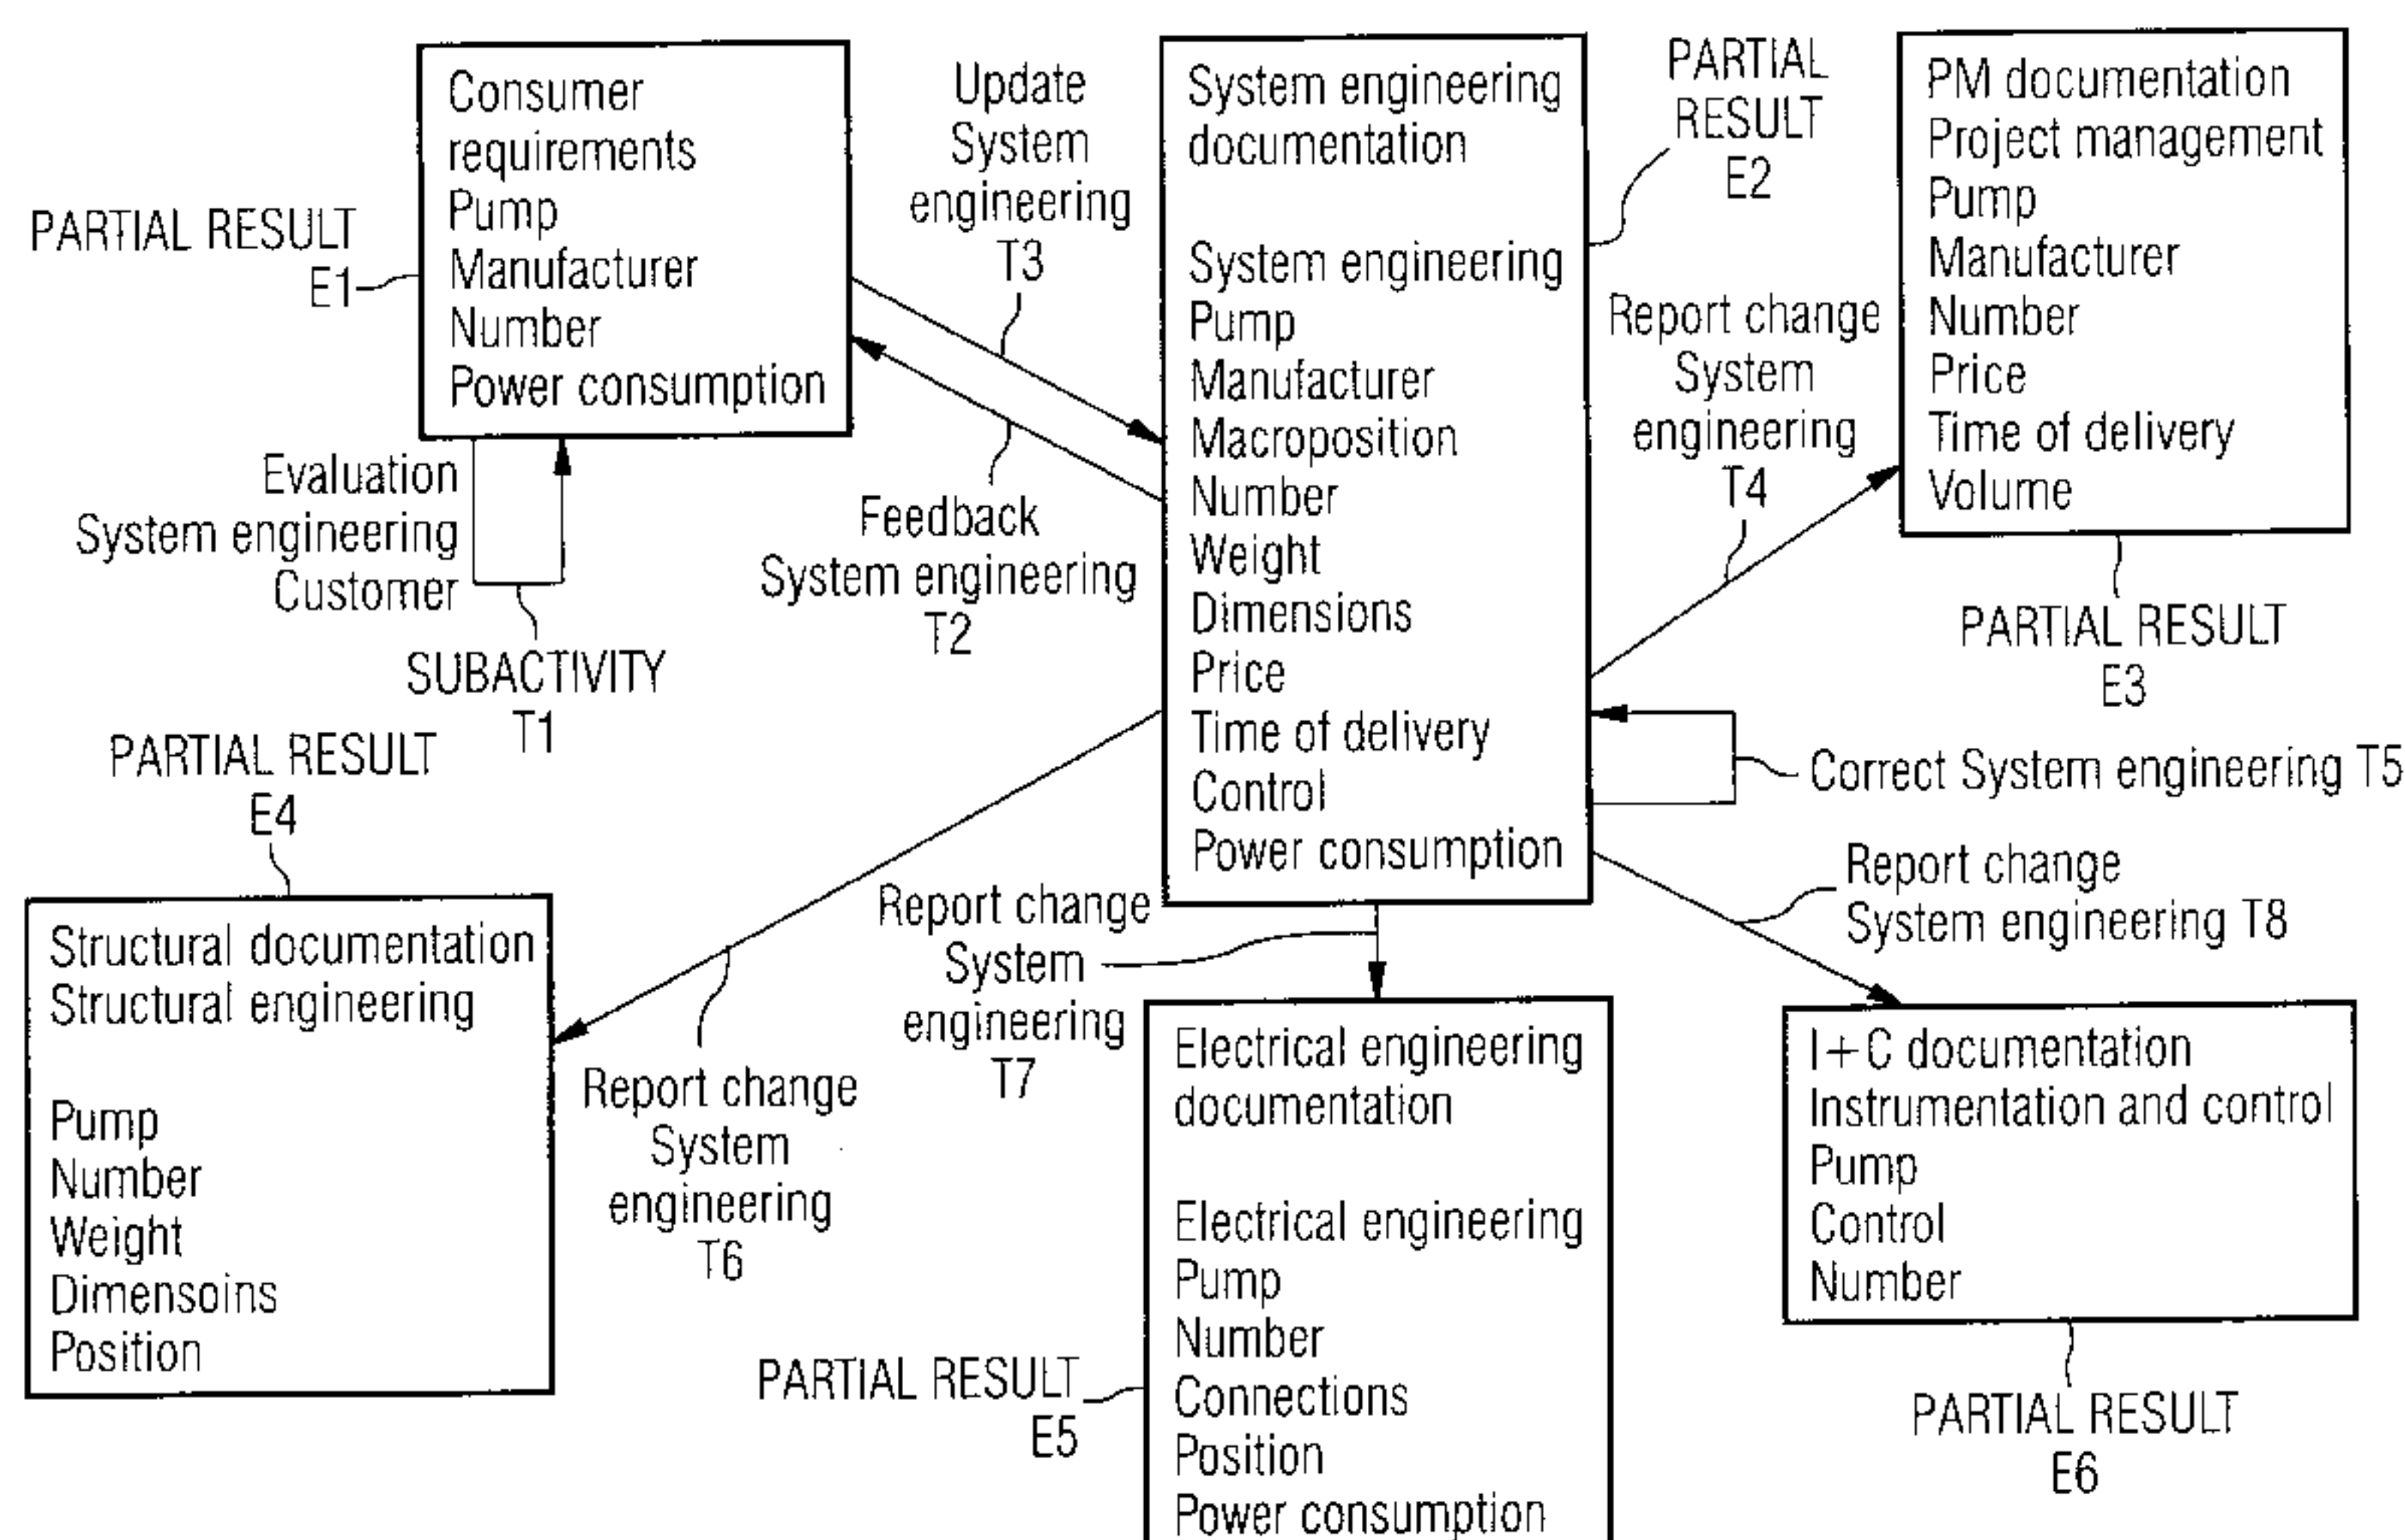 Consumer
requirements
Pump
Manufacturer
Number
Power consumption
PARTIAL RESULT
E1
Evaluation
System engineering
Customer
SUBACTIVITY
T1
Update
System
engineering
T3
Feedback
System engineering
T2
System engineering
documentation
System engineering
Pump
Manufacturer
Macroposition
Number
Weight
Dimensions
Price
Time of delivery
Control
Power consumption
PARTIAL
RESULT
E2
Report change
System
engineering
T4
PM documentation
Project management
Pump
Manufacturer
Number
Price
Time of delivery
Volume
PARTIAL RESULT
E3
Correct System engineering T5
Report change
System engineering T8
PARTIAL RESULT
E4
Structural documentation
Structural engineering
Pump
Number
Weight
Dimensoins
Position
Report change
System
engineering
T6
Report change
System
engineering
T7
Electrical engineering
documentation
Electrical engineering
Pump
Number
Connections
Position
Power consumption
PARTIAL RESULT
E5
I+C documentation
Instrumentation and control
Pump
Control
Number
PARTIAL RESULT
E6